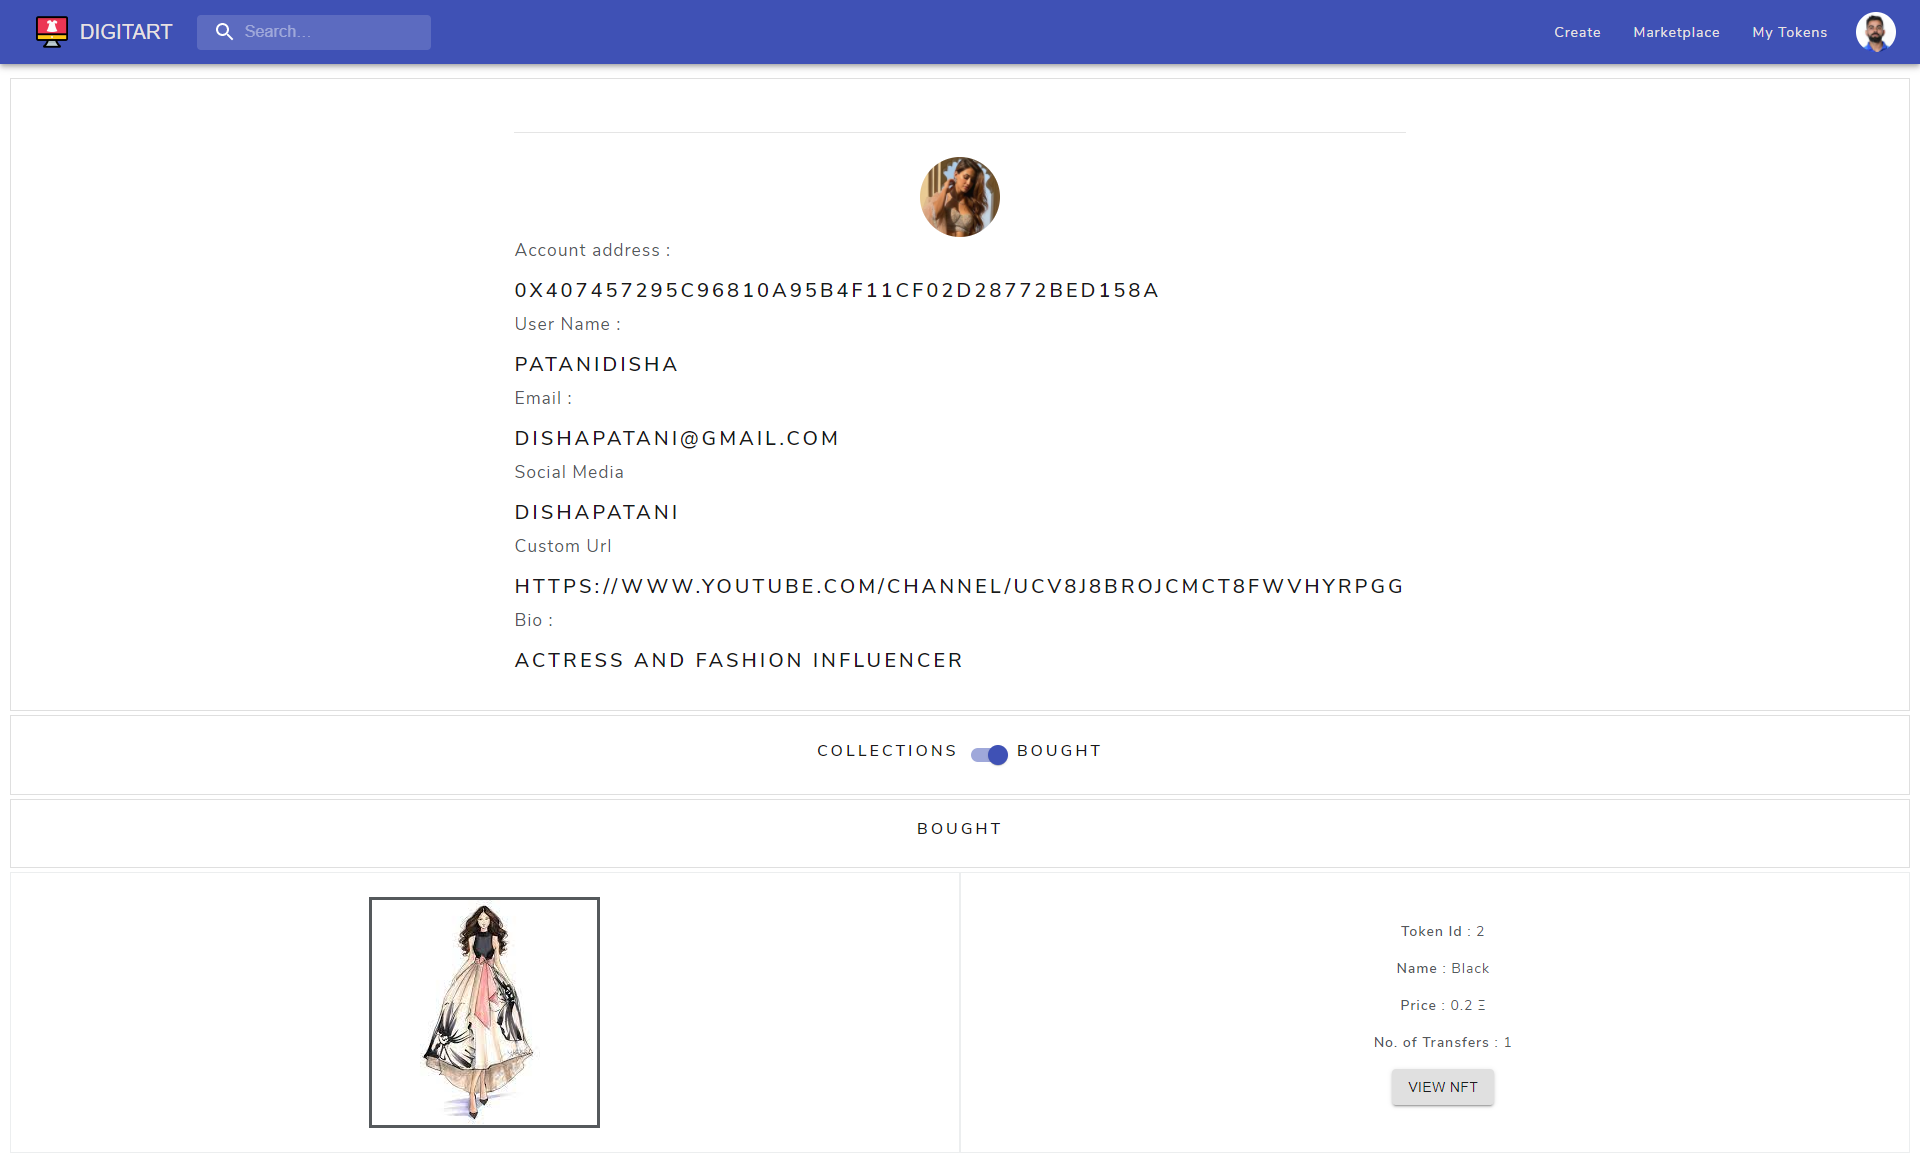 DIGITART
Search...
Create
Marketplace
My Tokens
Account address :
0X407457295C96810A95B4F11CF02D28772BED158A
User Name :
PATANIDISHA
Email :
DISHAPATANI@GMAIL.COM
Social Media
DISHAPATANI
Custom Url
HTTPS://WWW.YOUTUBE.COM/CHANNEL/UCV8J8BROJCMCT8FWVHYRPGG
Bio :
ACTRESS AND FASHION INFLUENCER
COLLECTIONS BOUGHT
BOUGHT
Token Id : 2
Name : Black
Price : 0.2 Ξ
No. of Transfers : 1
VIEW NFT